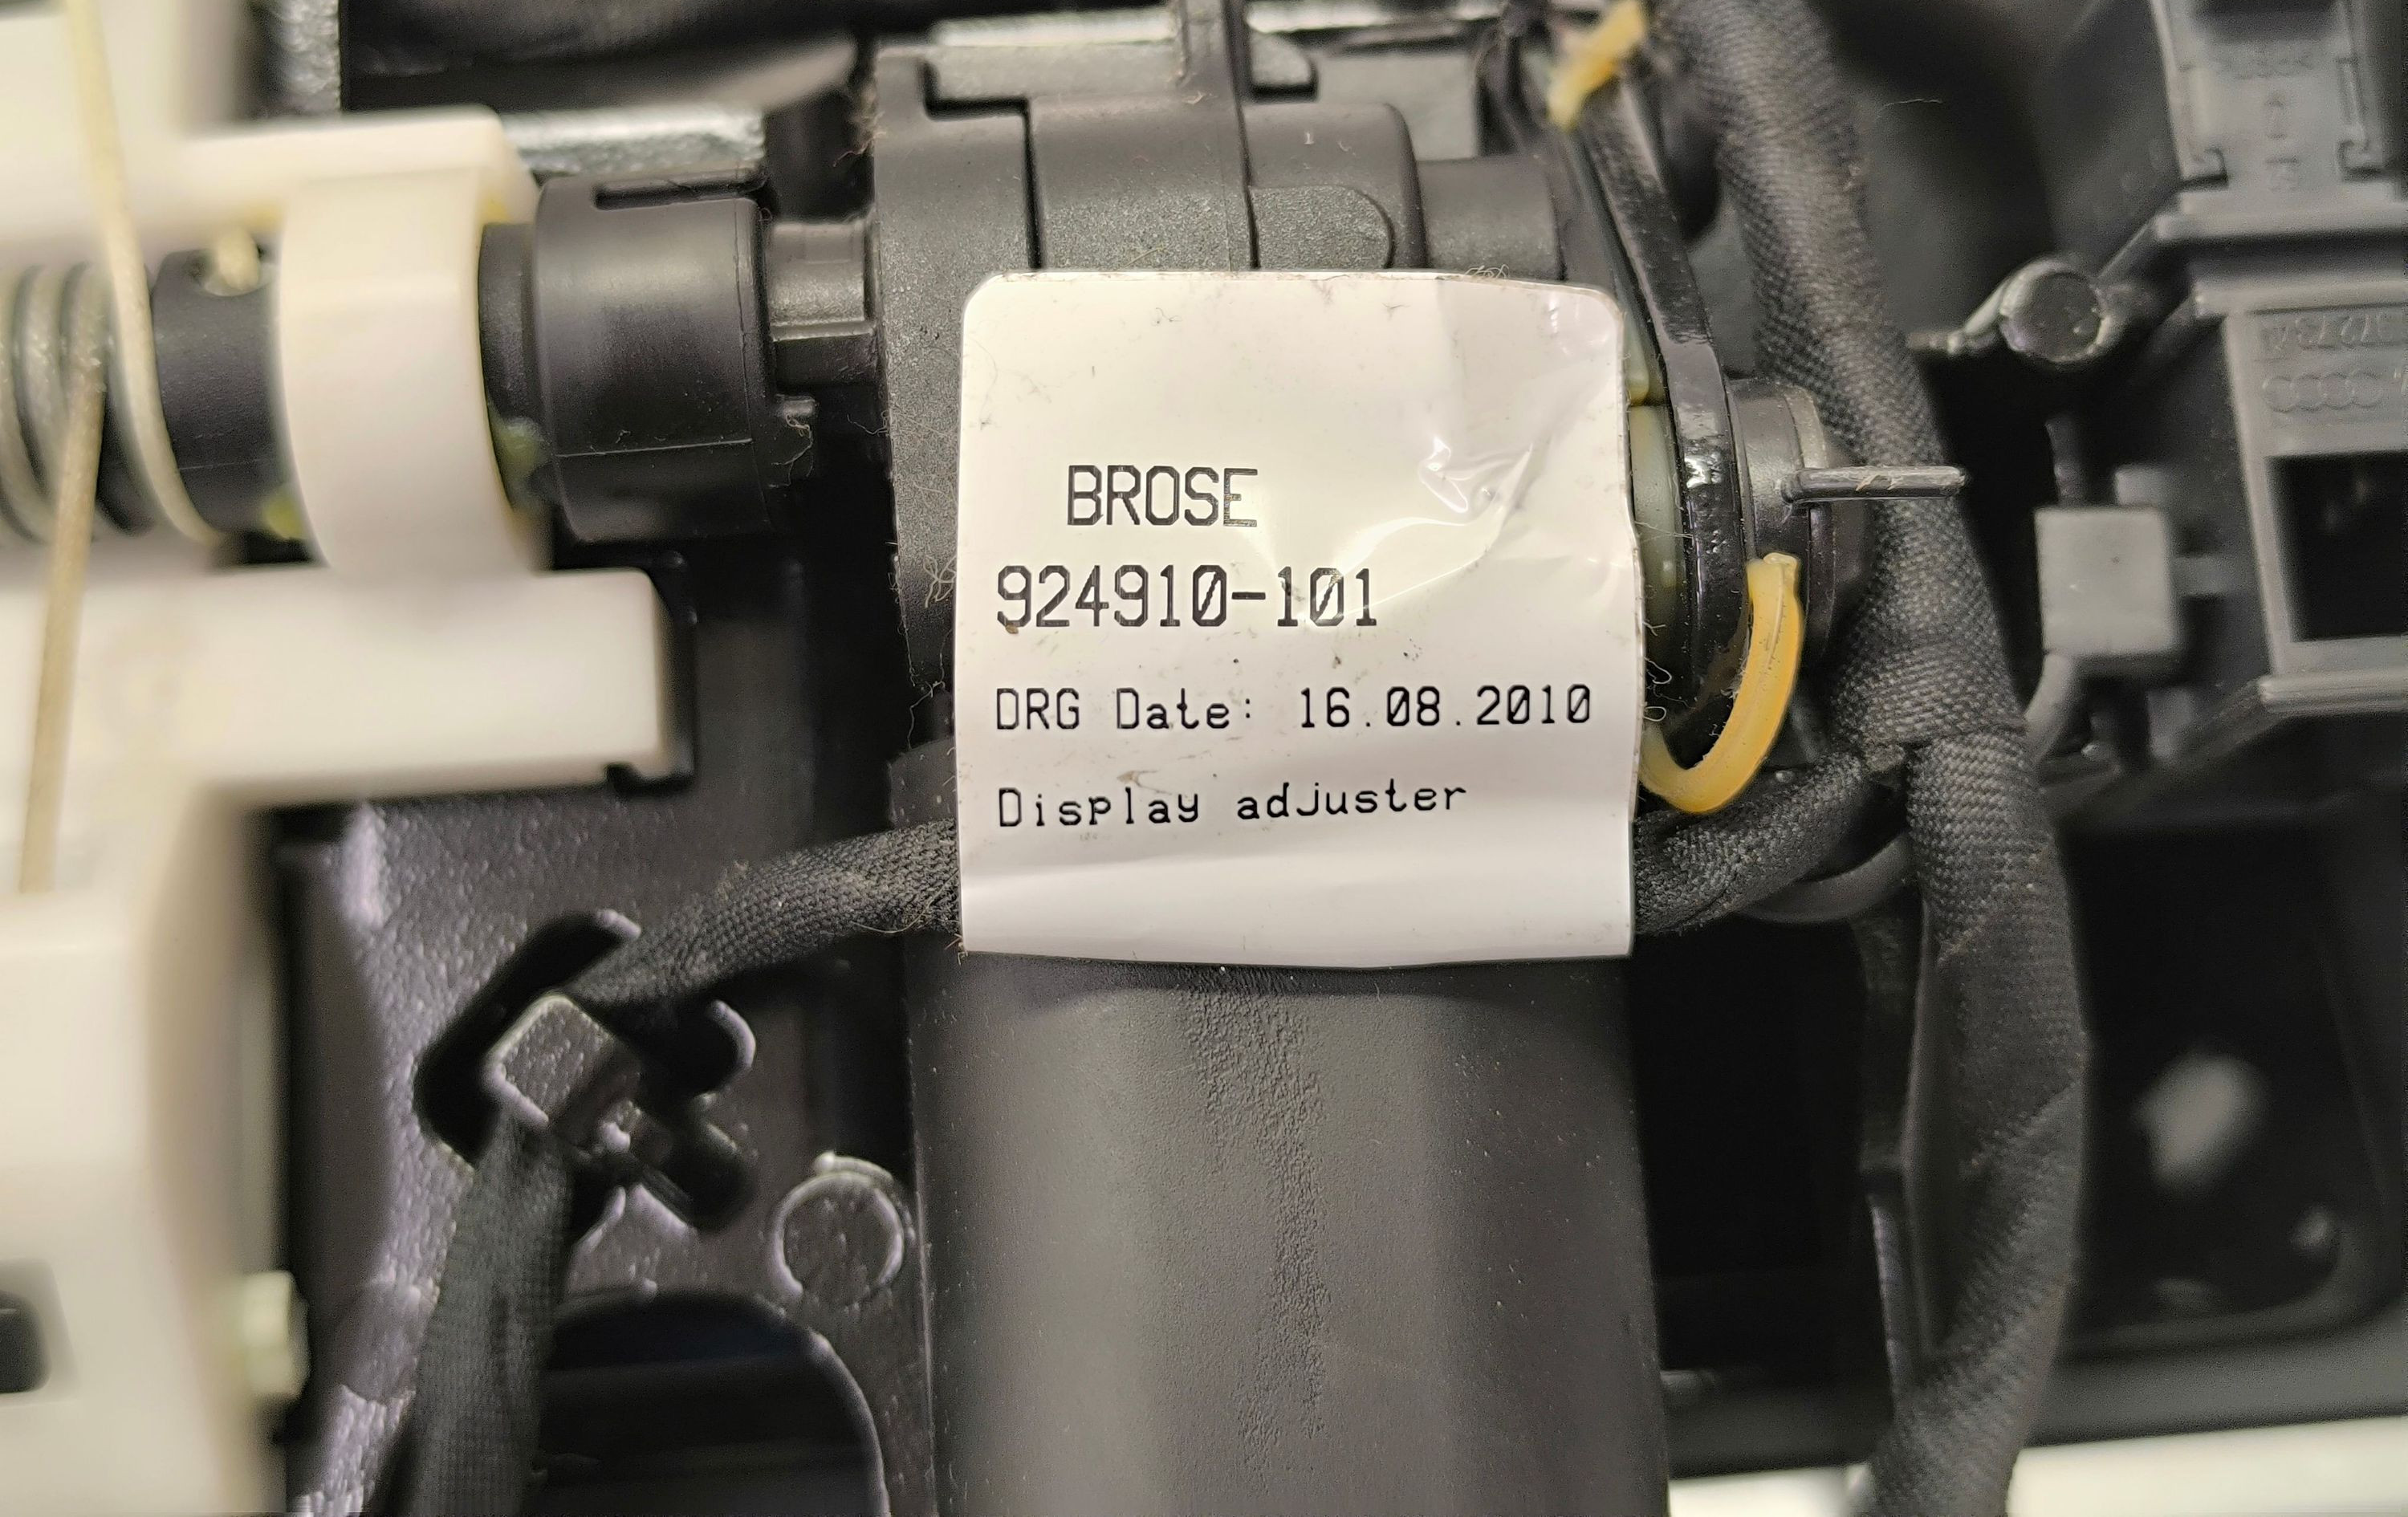 BROSE
924910-101
DRG Date: 16.08.2010
Display adjuster